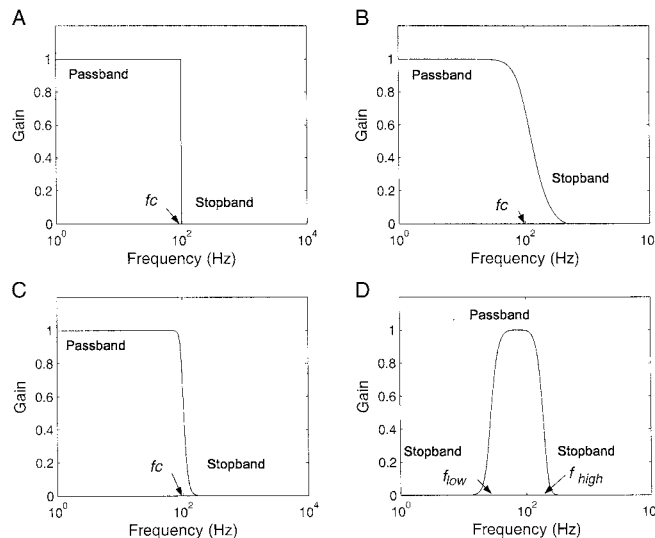 A
Gain
1
0.8
0.6
0.4
0.2
0
Passband
fc
Stopband
10^0
10^2
10^4
Frequency (Hz)
B
Gain
1
0.8
0.6
0.4
0.2
0
Passband
fc
Stopband
10^0
10^2
10
Frequency (Hz)
C
Gain
1
0.8
0.6
0.4
0.2
0
Passband
fc
Stopband
10^0
10^2
10^4
Frequency (Hz)
D
Gain
1
0.8
0.6
0.4
0.2
0
Passband
Stopband
f_low
Stopband
f_high
10^0
10^2
10
Frequency (Hz)